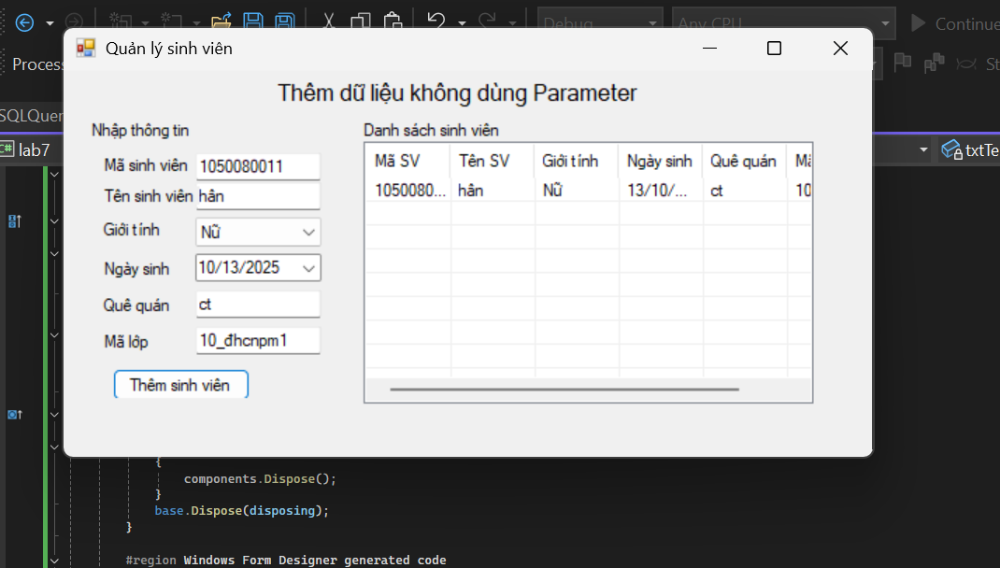 Debug
Any CPU
Continue
Process
SQLQuer
C# lab7
txtTe
Quản lý sinh viên
Thêm dữ liệu không dùng Parameter
Nhập thông tin
Mã sinh viên 1050080011
Tên sinh viên hân
Giới tính Nữ
Ngày sinh 10/13/2025
Quê quán ct
Mã lớp 10_đhcnpm1
Thêm sinh viên
Danh sách sinh viên
Mã SV Tên SV Giới tính Ngày sinh Quê quán Mã
1050080... hân Nữ 13/10/... ct 10
{
components.Dispose();
}
base.Dispose(disposing);
}
#region Windows Form Designer generated code